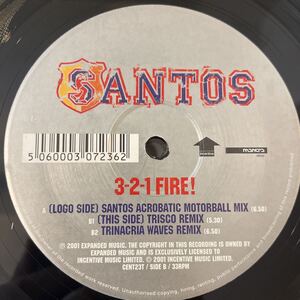 SANTOS
5 060003 072362
3-2-1 FIRE!
A (LOGO SIDE) SANTOS ACROBATIC MOTORBALL MIX (6.50)
B1 (THIS SIDE) TRISCO REMIX (5.30)
B2 TRINACRIA WAVES REMIX (6.50)
℗ 2001 EXPANDED MUSIC. THE COPYRIGHT IN THIS RECORDING IS OWNED BY
EXPANDED MUSIC AND IS EXCLUSIVELY LICENSED TO
INCENTIVE MUSIC LIMITED. © 2001 INCENTIVE MUSIC LIMITED.
CENT23T / SIDE B / 33RPM